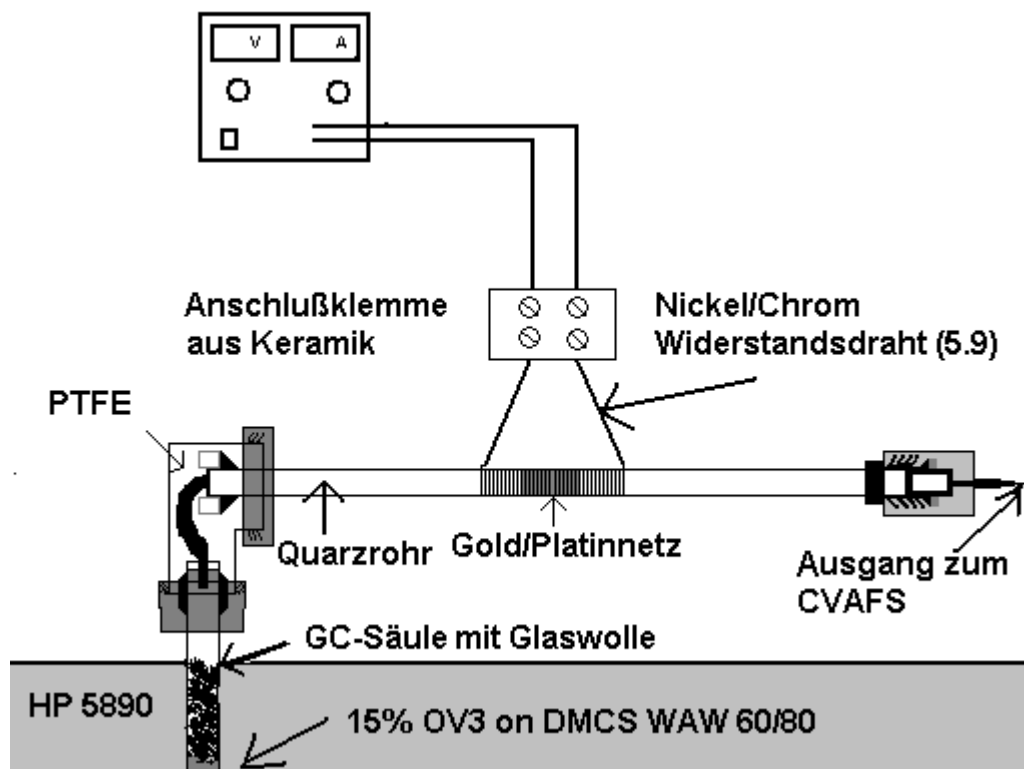 V
A
Anschlußklemme
aus Keramik
Nickel/Chrom
Widerstandsdraht (5.9)
PTFE
Quarzrohr
Gold/Platinnetz
Ausgang zum
CVAFS
GC-Säule mit Glaswolle
HP 5890
15% OV3 on DMCS WAW 60/80